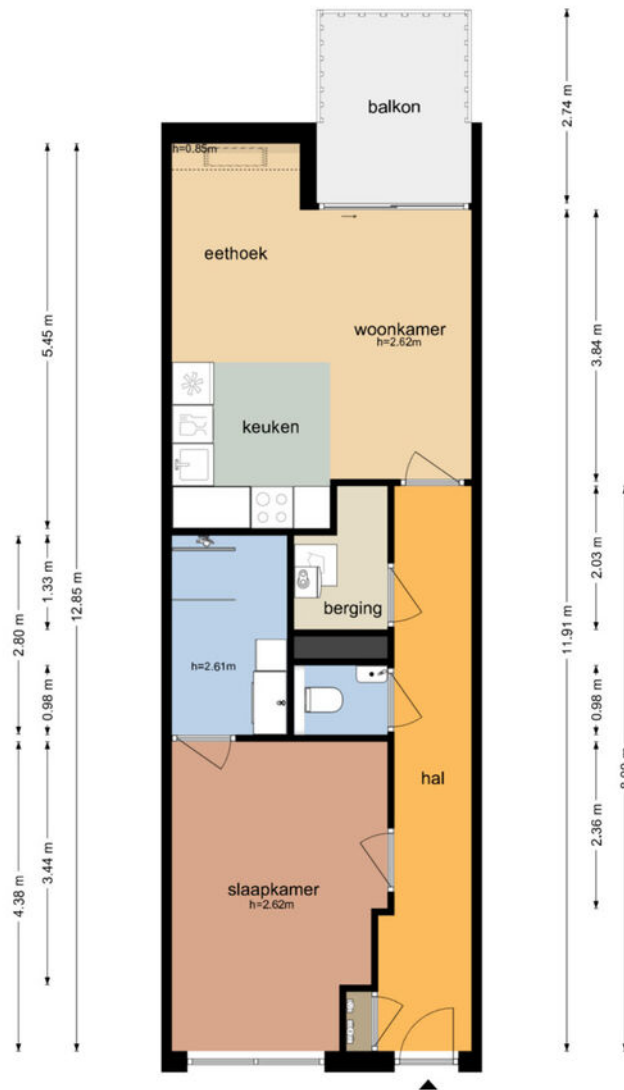 balkon
2.74 m
h=0.85m
eethoek
woonkamer
h=2.62m
5.45 m
3.84 m
keuken
2.03 m
1.33 m
12.85 m
2.80 m
berging
11.91 m
h=2.61m
0.98 m
0.98 m
hal
2.36 m
slaapkamer
h=2.62m
3.44 m
4.38 m